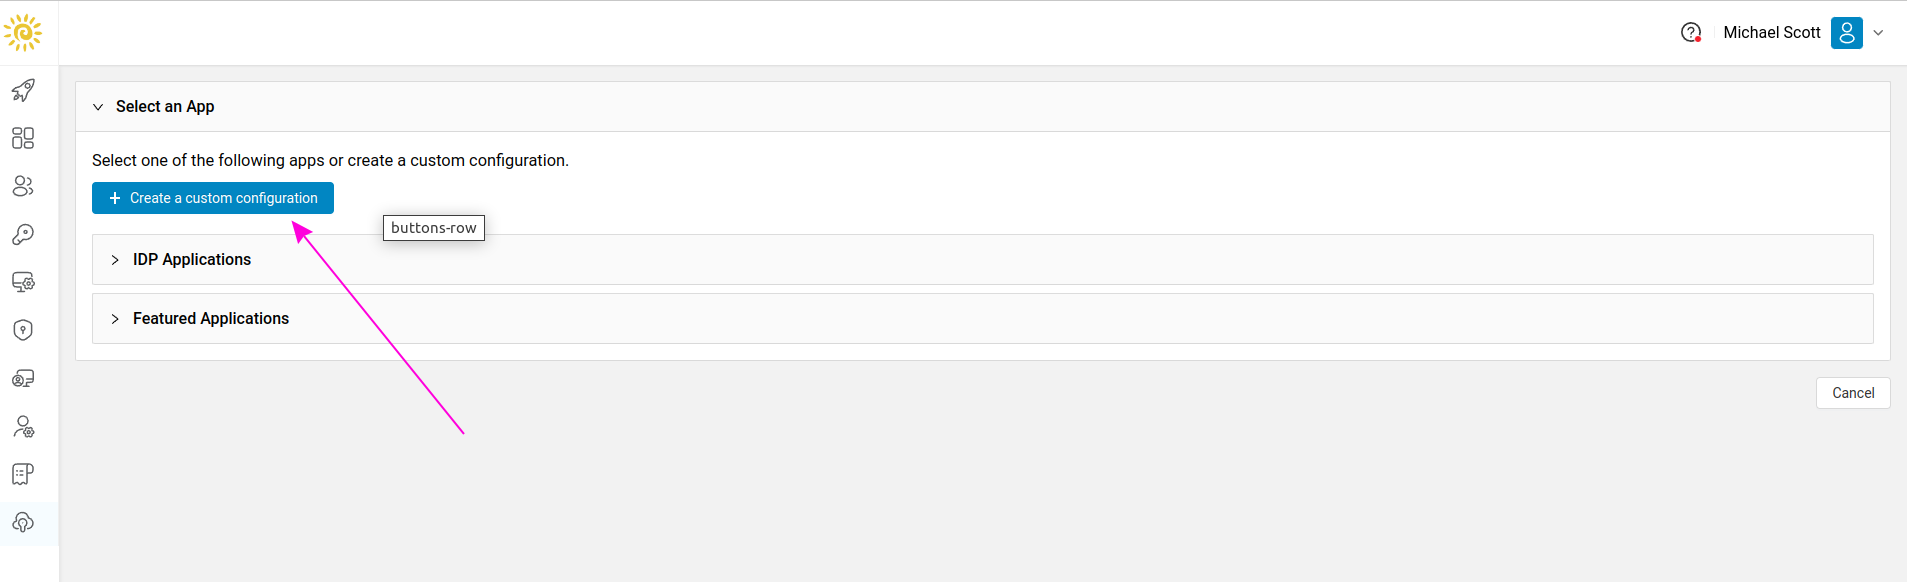 Michael Scott
Select an App
Select one of the following apps or create a custom configuration.
+ Create a custom configuration
buttons-row
IDP Applications
Featured Applications
Cancel